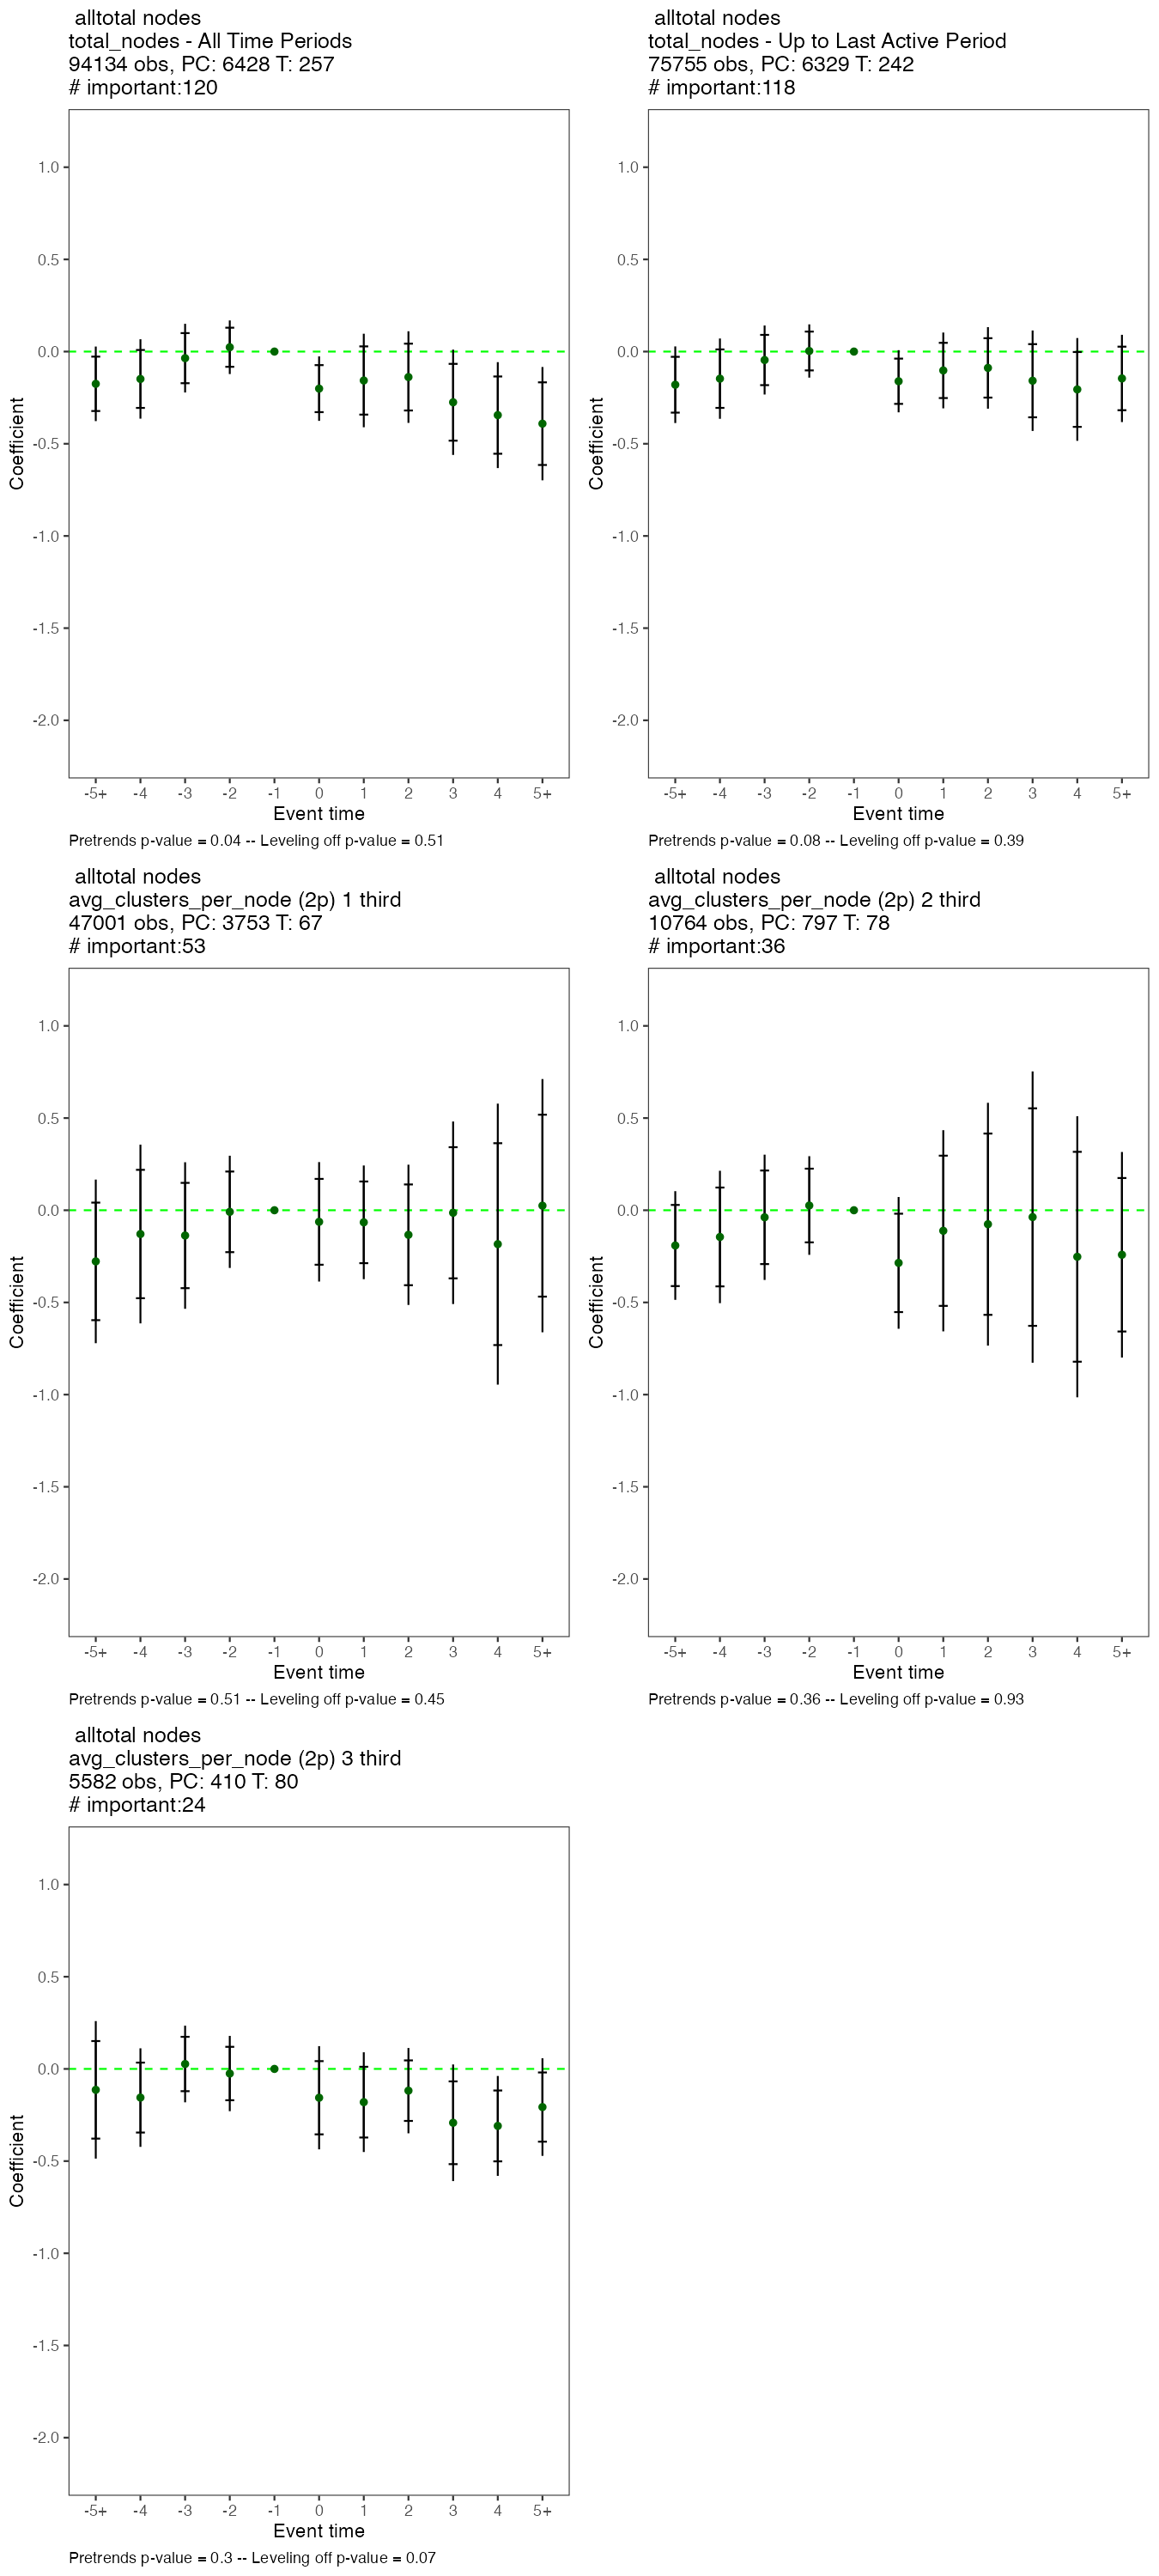 alltotal nodes
total_nodes - All Time Periods
94134 obs, PC: 6428 T: 257
# important:120
1.0
0.5
0.0
-0.5
-1.0
-1.5
-2.0
Coefficient
-5+ -4 -3 -2 -1 0 1 2 3 4 5+
Event time
Pretrends p-value = 0.04 -- Leveling off p-value = 0.51
alltotal nodes
total_nodes - Up to Last Active Period
75755 obs, PC: 6329 T: 242
# important:118
1.0
0.5
0.0
-0.5
-1.0
-1.5
-2.0
Coefficient
-5+ -4 -3 -2 -1 0 1 2 3 4 5+
Event time
Pretrends p-value = 0.08 -- Leveling off p-value = 0.39
alltotal nodes
avg_clusters_per_node (2p) 1 third
47001 obs, PC: 3753 T: 67
# important:53
1.0
0.5
0.0
-0.5
-1.0
-1.5
-2.0
Coefficient
-5+ -4 -3 -2 -1 0 1 2 3 4 5+
Event time
Pretrends p-value = 0.51 -- Leveling off p-value = 0.45
alltotal nodes
avg_clusters_per_node (2p) 2 third
10764 obs, PC: 797 T: 78
# important:36
1.0
0.5
0.0
-0.5
-1.0
-1.5
-2.0
Coefficient
-5+ -4 -3 -2 -1 0 1 2 3 4 5+
Event time
Pretrends p-value = 0.36 -- Leveling off p-value = 0.93
alltotal nodes
avg_clusters_per_node (2p) 3 third
5582 obs, PC: 410 T: 80
# important:24
1.0
0.5
0.0
-0.5
-1.0
-1.5
-2.0
Coefficient
-5+ -4 -3 -2 -1 0 1 2 3 4 5+
Event time
Pretrends p-value = 0.3 -- Leveling off p-value = 0.07